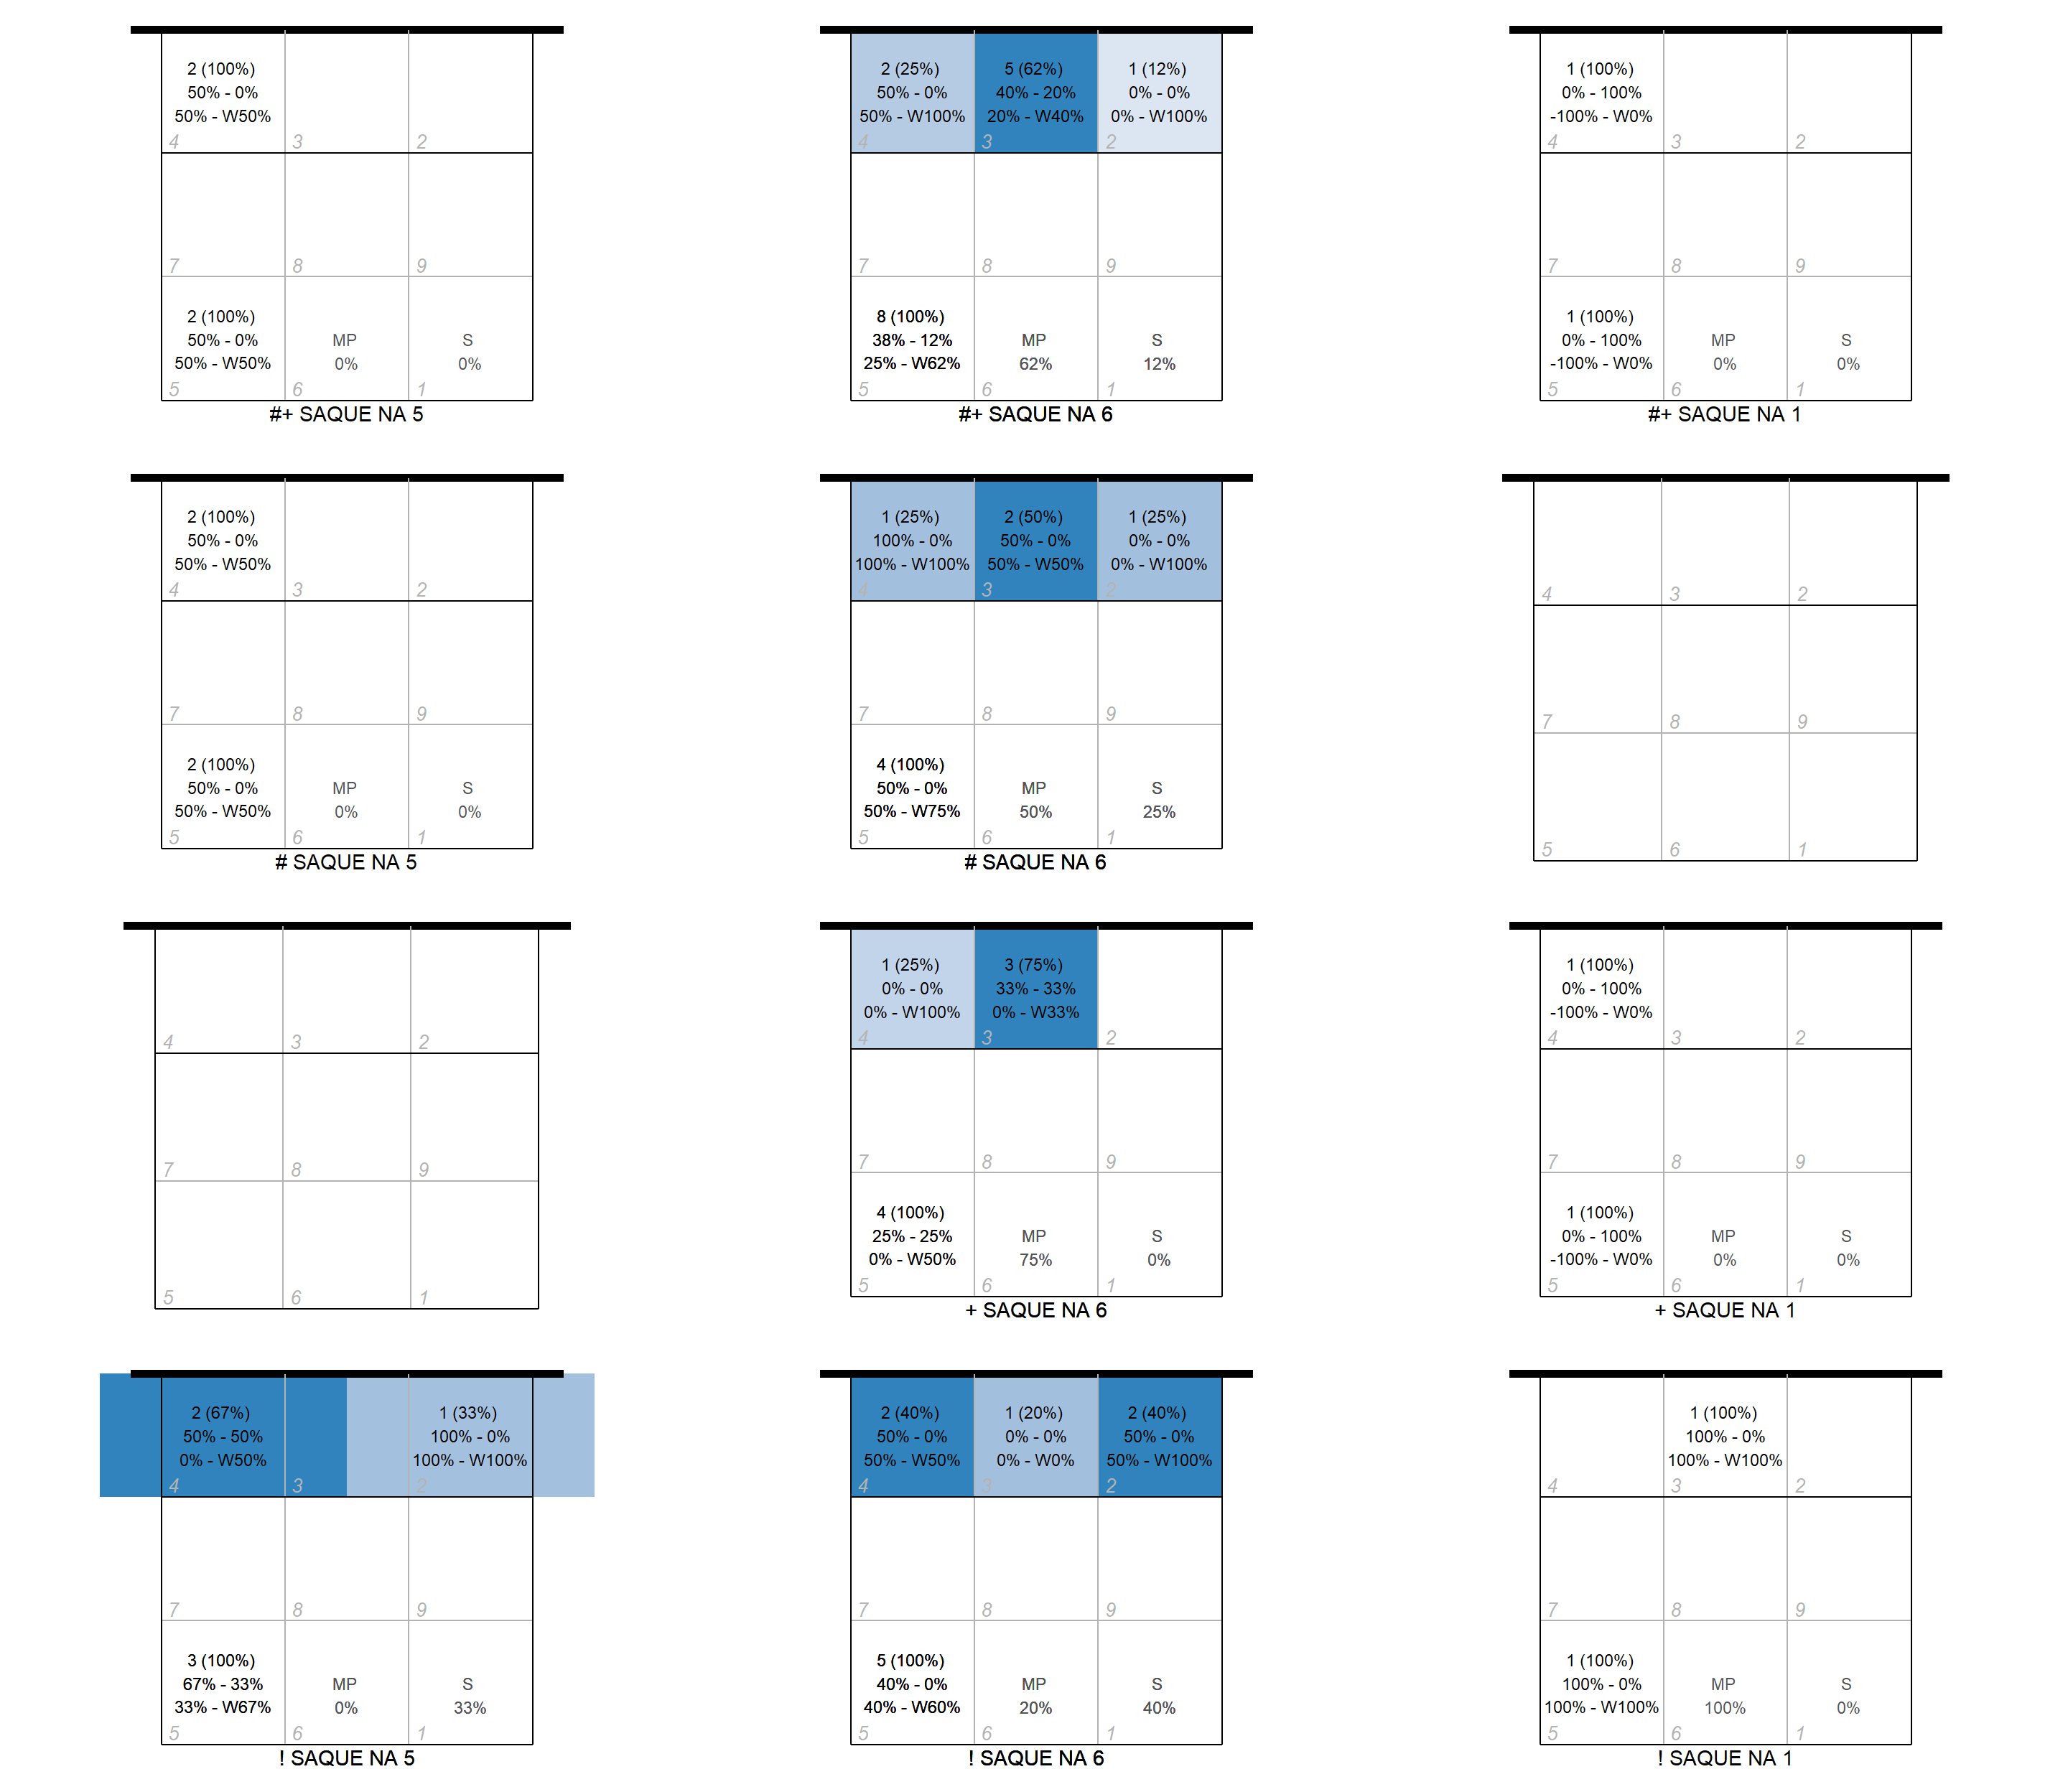 2 (100%)
50% - 0%
50% - W50%
4 3 2
7 8 9
2 (100%)
50% - 0% MP S
50% - W50% 0% 0%
5 6 1
#+ SAQUE NA 5
2 (25%) 5 (62%) 1 (12%)
50% - 0% 40% - 20% 0% - 0%
50% - W100% 20% - W40% 0% - W100%
4 3 2
7 8 9
8 (100%)
38% - 12% MP S
25% - W62% 62% 12%
5 6 1
#+ SAQUE NA 6
1 (100%)
0% - 100%
-100% - W0%
4 3 2
7 8 9
1 (100%)
0% - 100% MP S
-100% - W0% 0% 0%
5 6 1
#+ SAQUE NA 1
2 (100%)
50% - 0%
50% - W50%
4 3 2
7 8 9
2 (100%)
50% - 0% MP S
50% - W50% 0% 0%
5 6 1
# SAQUE NA 5
1 (25%) 2 (50%) 1 (25%)
100% - 0% 50% - 0% 0% - 0%
100% - W100% 50% - W50% 0% - W100%
4 3 2
7 8 9
4 (100%)
50% - 0% MP S
50% - W75% 50% 25%
5 6 1
# SAQUE NA 6
4 3 2
7 8 9
5 6 1
4 3 2
7 8 9
5 6 1
1 (25%) 3 (75%)
0% - 0% 33% - 33%
0% - W100% 0% - W33%
4 3 2
7 8 9
4 (100%)
25% - 25% MP S
0% - W50% 75% 0%
5 6 1
+ SAQUE NA 6
1 (100%)
0% - 100%
-100% - W0%
4 3 2
7 8 9
1 (100%)
0% - 100% MP S
-100% - W0% 0% 0%
5 6 1
+ SAQUE NA 1
2 (67%) 1 (33%)
50% - 50% 100% - 0%
0% - W50% 100% - W100%
4 3 2
7 8 9
3 (100%)
67% - 33% MP S
33% - W67% 0% 33%
5 6 1
! SAQUE NA 5
2 (40%) 1 (20%) 2 (40%)
50% - 0% 0% - 0% 50% - 0%
50% - W50% 0% - W0% 50% - W100%
4 3 2
7 8 9
5 (100%)
40% - 0% MP S
40% - W60% 20% 40%
5 6 1
! SAQUE NA 6
1 (100%)
100% - 0%
100% - W100%
4 3 2
7 8 9
1 (100%)
100% - 0% MP S
100% - W100% 100% 0%
5 6 1
! SAQUE NA 1